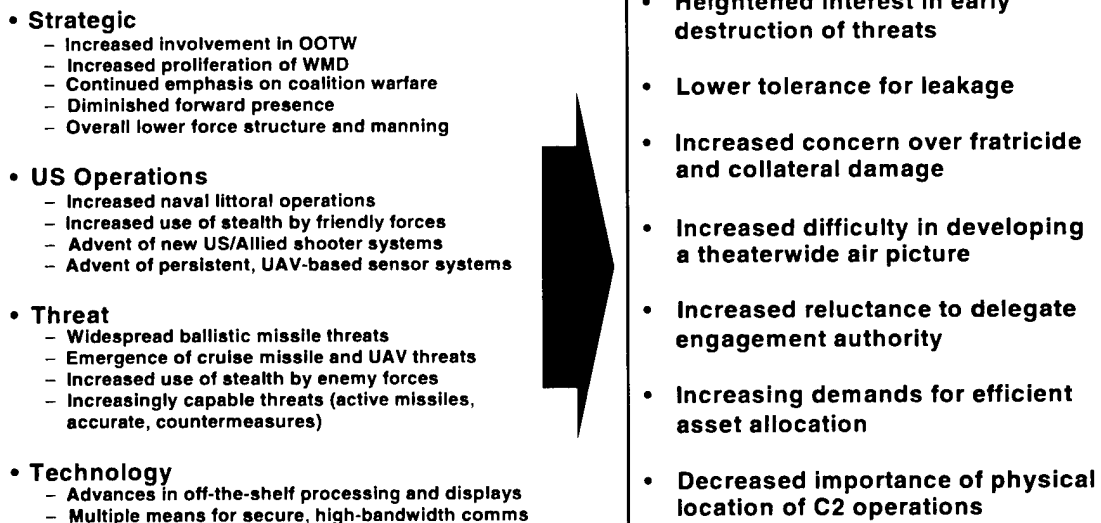 • Strategic
– Increased involvement in OOTW
– Increased proliferation of WMD
– Continued emphasis on coalition warfare
– Diminished forward presence
– Overall lower force structure and manning
• US Operations
– Increased naval littoral operations
– Increased use of stealth by friendly forces
– Advent of new US/Allied shooter systems
– Advent of persistent, UAV-based sensor systems
• Threat
– Widespread ballistic missile threats
– Emergence of cruise missile and UAV threats
– Increased use of stealth by enemy forces
– Increasingly capable threats (active missiles,
accurate, countermeasures)
• Technology
– Advances in off-the-shelf processing and displays
– Multiple means for secure, high-bandwidth comms
• Heightened interest in early
destruction of threats
• Lower tolerance for leakage
• Increased concern over fratricide
and collateral damage
• Increased difficulty in developing
a theaterwide air picture
• Increased reluctance to delegate
engagement authority
• Increasing demands for efficient
asset allocation
• Decreased importance of physical
location of C2 operations